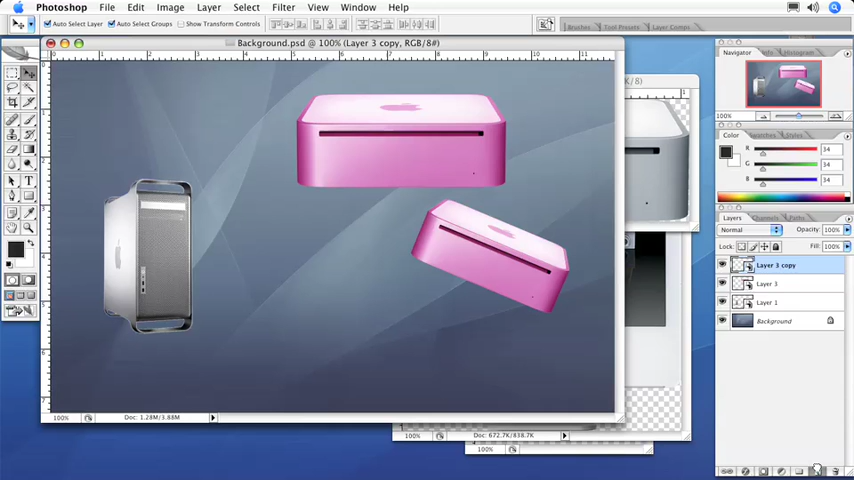 Photoshop File Edit Image Layer Select Filter View Window Help
Auto Select Layer Auto Select Groups Show Transform Controls
Brushes Tool Presets Layer Comps
Background.psd @ 100% (Layer 3 copy, RGB/8#)
Navigator Info Histogram
100%
Color Swatches Styles
R 34
G 34
B 34
Layers Channels Paths
Normal Opacity: 100%
Lock: Fill: 100%
Layer 3 copy
Layer 3
Layer 1
Background
100% Doc: 1.28M/3.88M
Doc: 672.7K/838.7K
100%